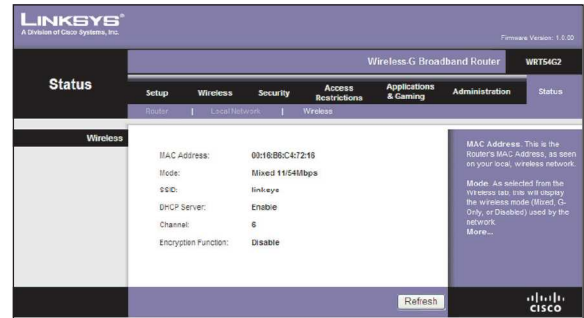 LINKSYS®
A Division of Cisco Systems, Inc.
Firmware Version: 1.0.00
Wireless-G Broadband Router WRT54G2
Status
Setup Wireless Security Access Restrictions Applications & Gaming Administration Status
Router | Local Network | Wireless
Wireless
MAC Address: 00:16:B6:C4:72:16
Mode: Mixed 11/54Mbps
SSID: linksys
DHCP Server: Enable
Channel: 6
Encryption Function: Disable
MAC Address. This is the
Router's MAC Address, as seen
on your local, wireless network.
Mode. As selected from the
Wireless tab, this will display
the wireless mode (Mixed, G-
Only, or Disabled) used by the
network.
More...
Refresh
CISCO